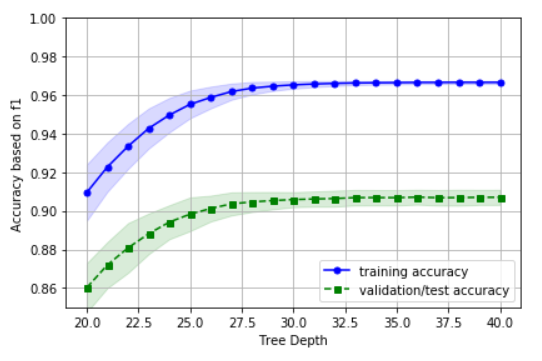 1.00
0.98
0.96
0.94
0.92
0.90
0.88
0.86
Accuracy based on f1
training accuracy
validation/test accuracy
20.0 22.5 25.0 27.5 30.0 32.5 35.0 37.5 40.0
Tree Depth